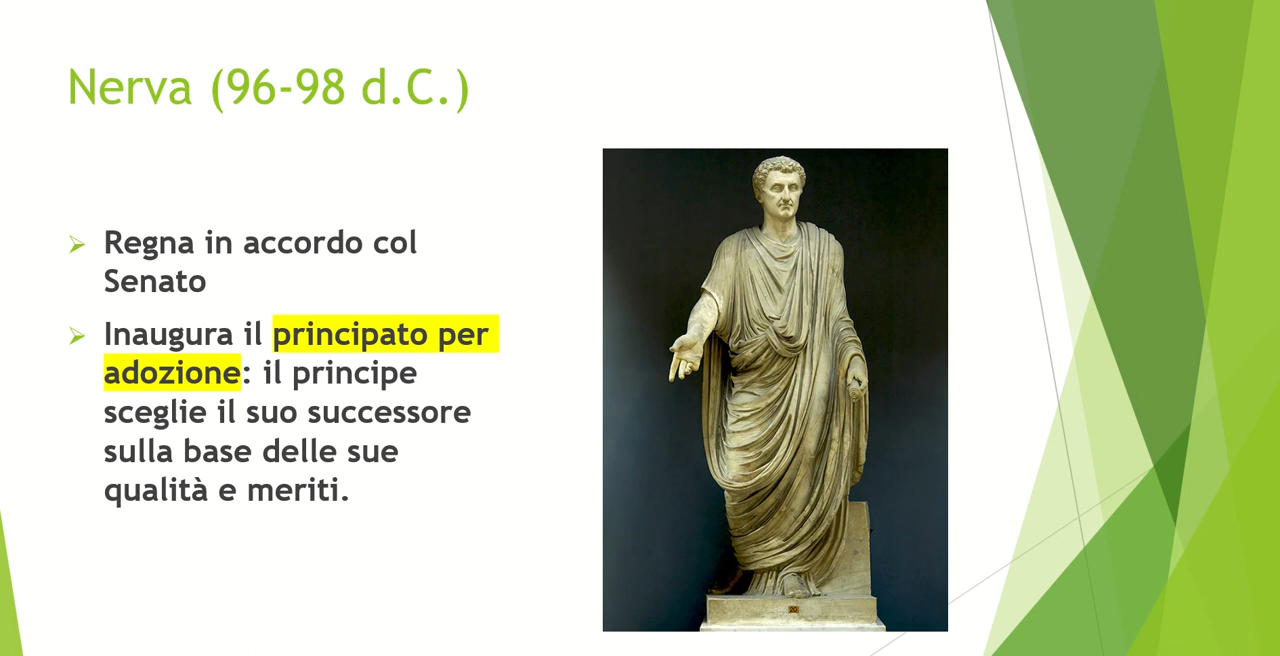 Nerva (96-98 d.C.)
Regna in accordo col
Senato
Inaugura il principato per
adozione: il principe
sceglie il suo successore
sulla base delle sue
qualità e meriti.